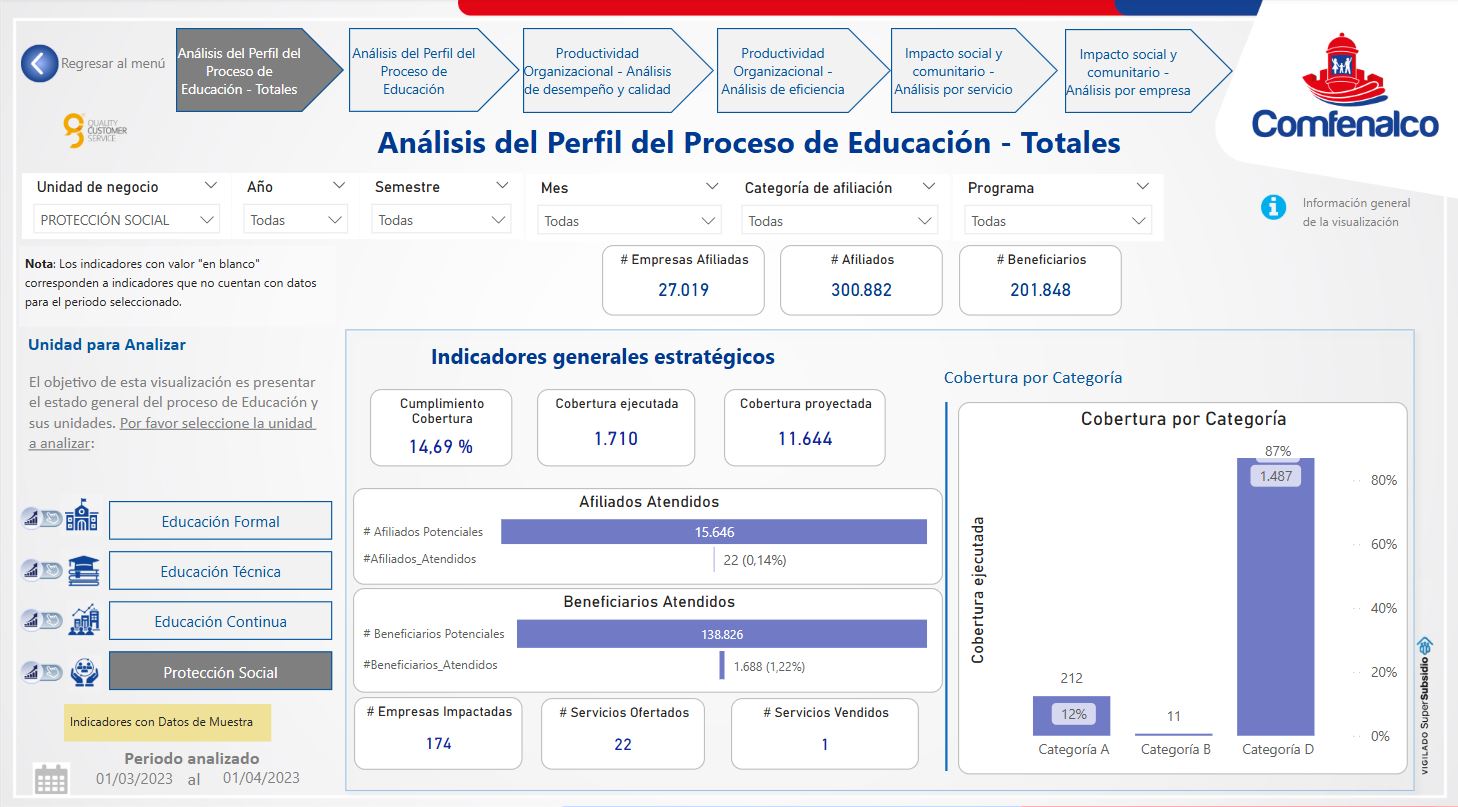 Regresar al menú
Análisis del Perfil del
Proceso de
Educación - Totales
Análisis del Perfil del
Proceso de
Educación
Productividad
Organizacional - Análisis
de desempeño y calidad
Productividad
Organizacional -
Análisis de eficiencia
Impacto social y
comunitario -
Análisis por servicio
Impacto social y
comunitario -
Análisis por empresa
Comfenalco
QUALITY
CUSTOMER
SERVICE
Análisis del Perfil del Proceso de Educación - Totales
Unidad de negocio
PROTECCIÓN SOCIAL
Año
Todas
Semestre
Todas
Mes
Todas
Categoría de afiliación
Todas
Programa
Todas
Información general
de la visualización
Nota: Los indicadores con valor "en blanco"
corresponden a indicadores que no cuentan con datos
para el periodo seleccionado.
# Empresas Afiliadas
27.019
# Afiliados
300.882
# Beneficiarios
201.848
Unidad para Analizar
El objetivo de esta visualización es presentar
el estado general del proceso de Educación y
sus unidades. Por favor seleccione la unidad
a analizar:
Educación Formal
Educación Técnica
Educación Continua
Protección Social
Indicadores con Datos de Muestra
Periodo analizado
01/03/2023 al 01/04/2023
Indicadores generales estratégicos
Cumplimiento
Cobertura
14,69 %
Cobertura ejecutada
1.710
Cobertura proyectada
11.644
Afiliados Atendidos
# Afiliados Potenciales 15.646
#Afiliados_Atendidos 22 (0,14%)
Beneficiarios Atendidos
# Beneficiarios Potenciales 138.826
#Beneficiarios_Atendidos 1.688 (1,22%)
# Empresas Impactadas
174
# Servicios Ofertados
22
# Servicios Vendidos
1
Cobertura por Categoría
Cobertura por Categoría
Cobertura ejecutada
87%
1.487
212
12%
11
80%
60%
40%
20%
0%
Categoría A
Categoría B
Categoría D
VIGILADO SuperSubsidio